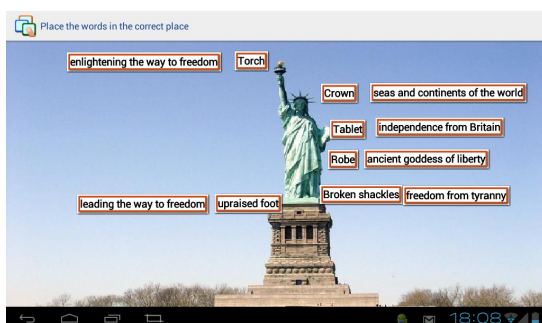 Place the words in the correct place
enlightening the way to freedom Torch
Crown seas and continents of the world
Tablet independence from Britain
Robe ancient goddess of liberty
leading the way to freedom upraised foot Broken shackles freedom from tyranny
18:08